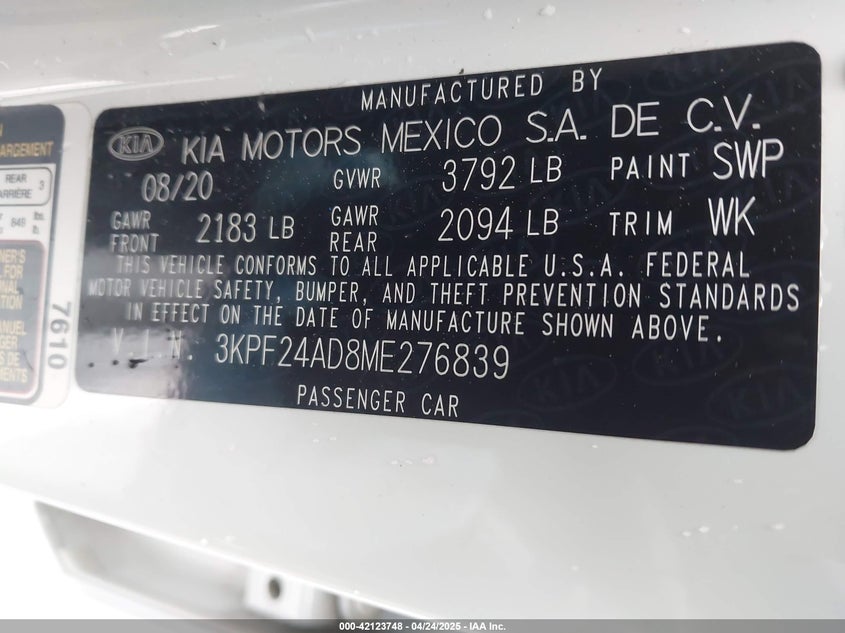 MANUFACTURED BY
KIA KIA MOTORS MEXICO S.A. DE C.V.
08/20 GVWR 3792 LB PAINT SWP
GAWR FRONT 2183 LB GAWR REAR 2094 LB TRIM WK
THIS VEHICLE CONFORMS TO ALL APPLICABLE U.S.A. FEDERAL
MOTOR VEHICLE SAFETY, BUMPER, AND THEFT PREVENTION STANDARDS
IN EFFECT ON THE DATE OF MANUFACTURE SHOWN ABOVE.
V.I.N. 3KPF24AD8ME276839
PASSENGER CAR
REAR 3
7610
000-42123748 - 04/24/2025 - IAA Inc.